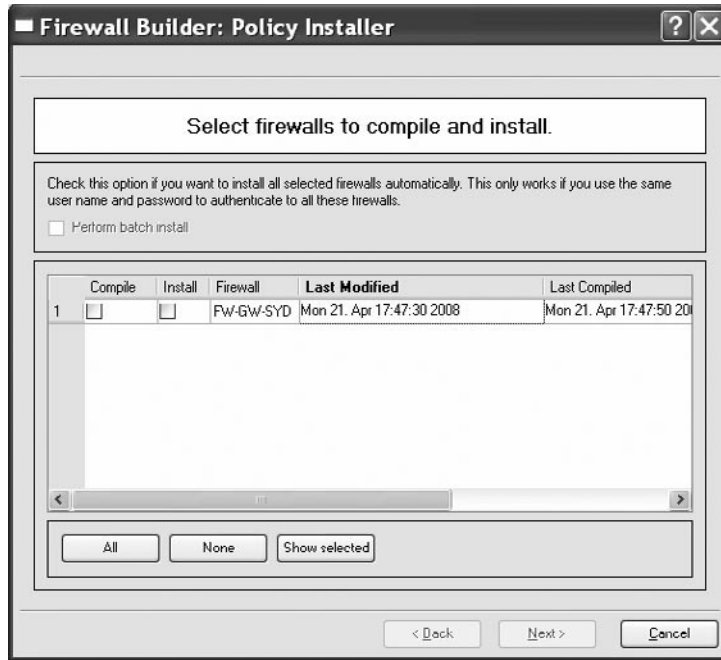 Firewall Builder: Policy Installer
Select firewalls to compile and install.
Check this option if you want to install all selected firewalls automatically. This only works if you use the same
user name and password to authenticate to all these firewalls.
Perform batch install
Compile Install Firewall Last Modified Last Compiled
1 FW-GW-SYD Mon 21. Apr 17:47:30 2008 Mon 21. Apr 17:47:50 20
All None Show selected
< Back Next > Cancel